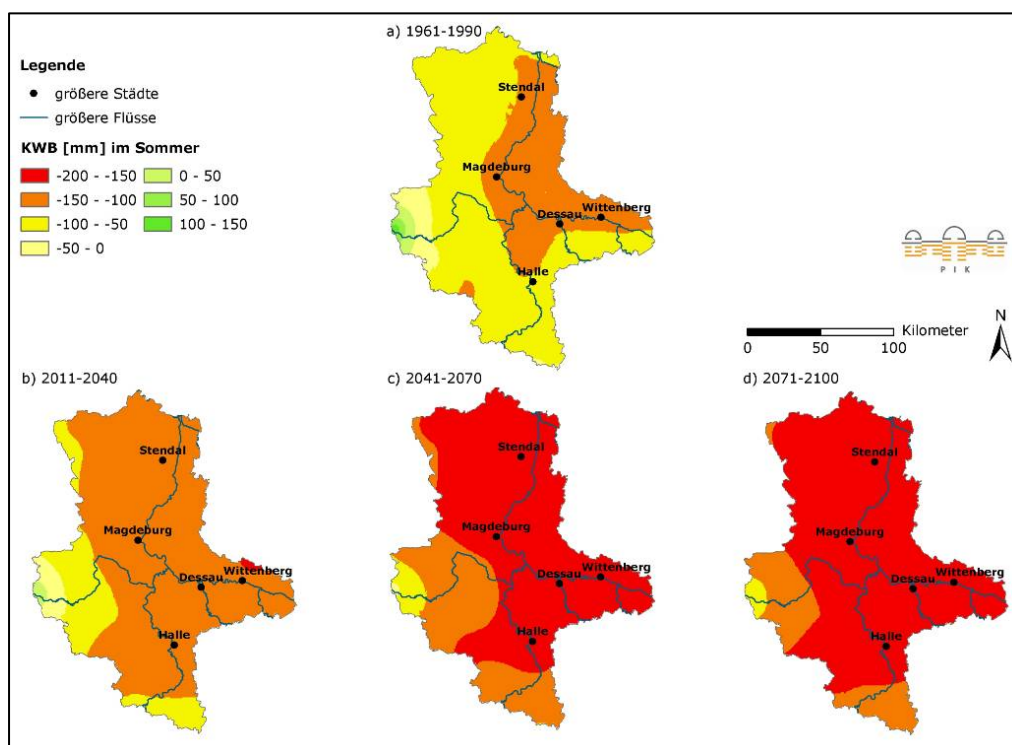 a) 1961-1990
Legende
größere Städte
größere Flüsse
KWB [mm] im Sommer
-200 - -150
0 - 50
-150 - -100
50 - 100
-100 - -50
100 - 150
-50 - 0
Stendal
Magdeburg
Dessau
Wittenberg
Halle
P I K
Kilometer
0 50 100
N
b) 2011-2040
Stendal
Magdeburg
Dessau
Wittenberg
Halle
c) 2041-2070
Stendal
Magdeburg
Dessau
Wittenberg
Halle
d) 2071-2100
Stendal
Magdeburg
Dessau
Wittenberg
Halle